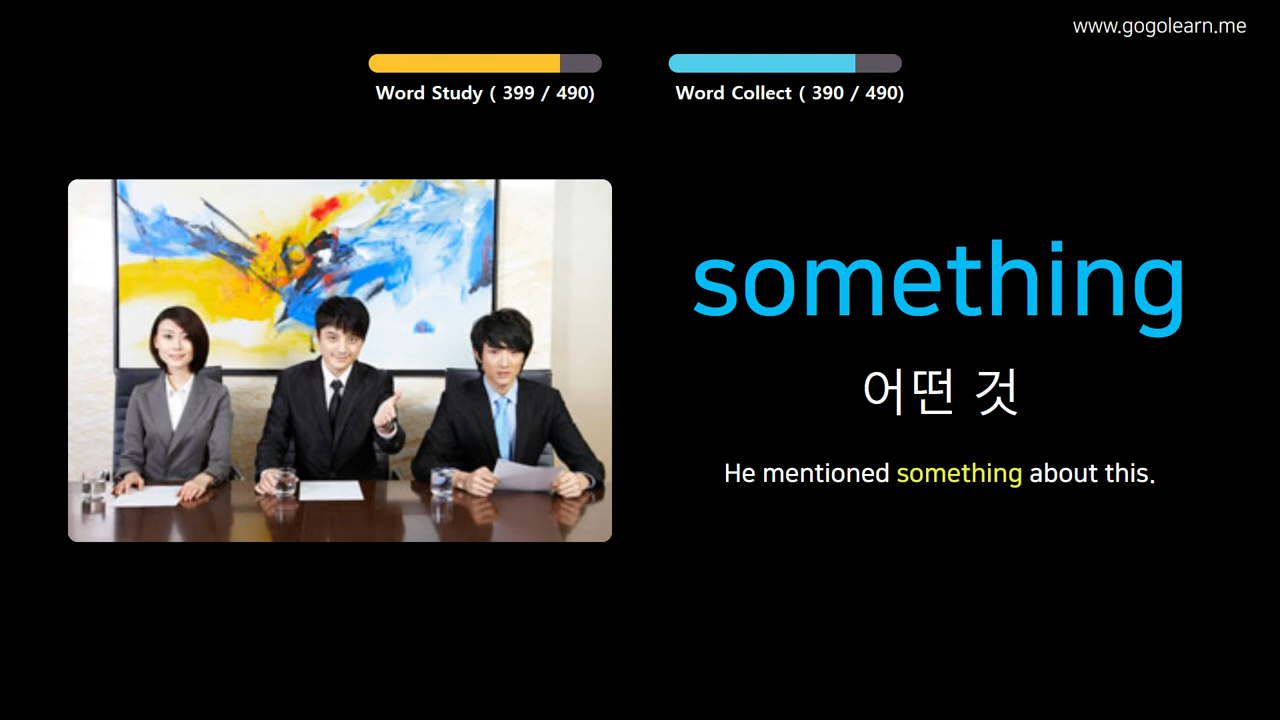 www.gogolearn.me
Word Study ( 399 / 490)
Word Collect ( 390 / 490)
something
어떤 것
He mentioned something about this.